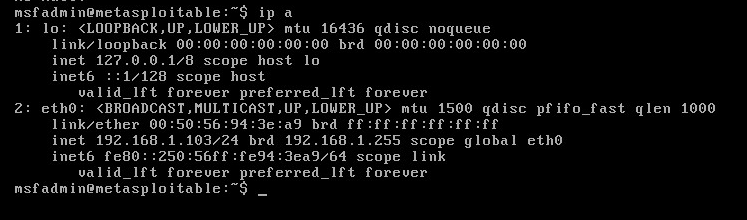 msfadmin@metasploitable:~$ ip a
1: lo: <LOOPBACK,UP,LOWER_UP> mtu 16436 qdisc noqueue
    link/loopback 00:00:00:00:00:00 brd 00:00:00:00:00:00
    inet 127.0.0.1/8 scope host lo
    inet6 ::1/128 scope host
       valid_lft forever preferred_lft forever
2: eth0: <BROADCAST,MULTICAST,UP,LOWER_UP> mtu 1500 qdisc pfifo_fast qlen 1000
    link/ether 00:50:56:94:3e:a9 brd ff:ff:ff:ff:ff:ff
    inet 192.168.1.103/24 brd 192.168.1.255 scope global eth0
    inet6 fe80::250:56ff:fe94:3ea9/64 scope link
       valid_lft forever preferred_lft forever
msfadmin@metasploitable:~$ _